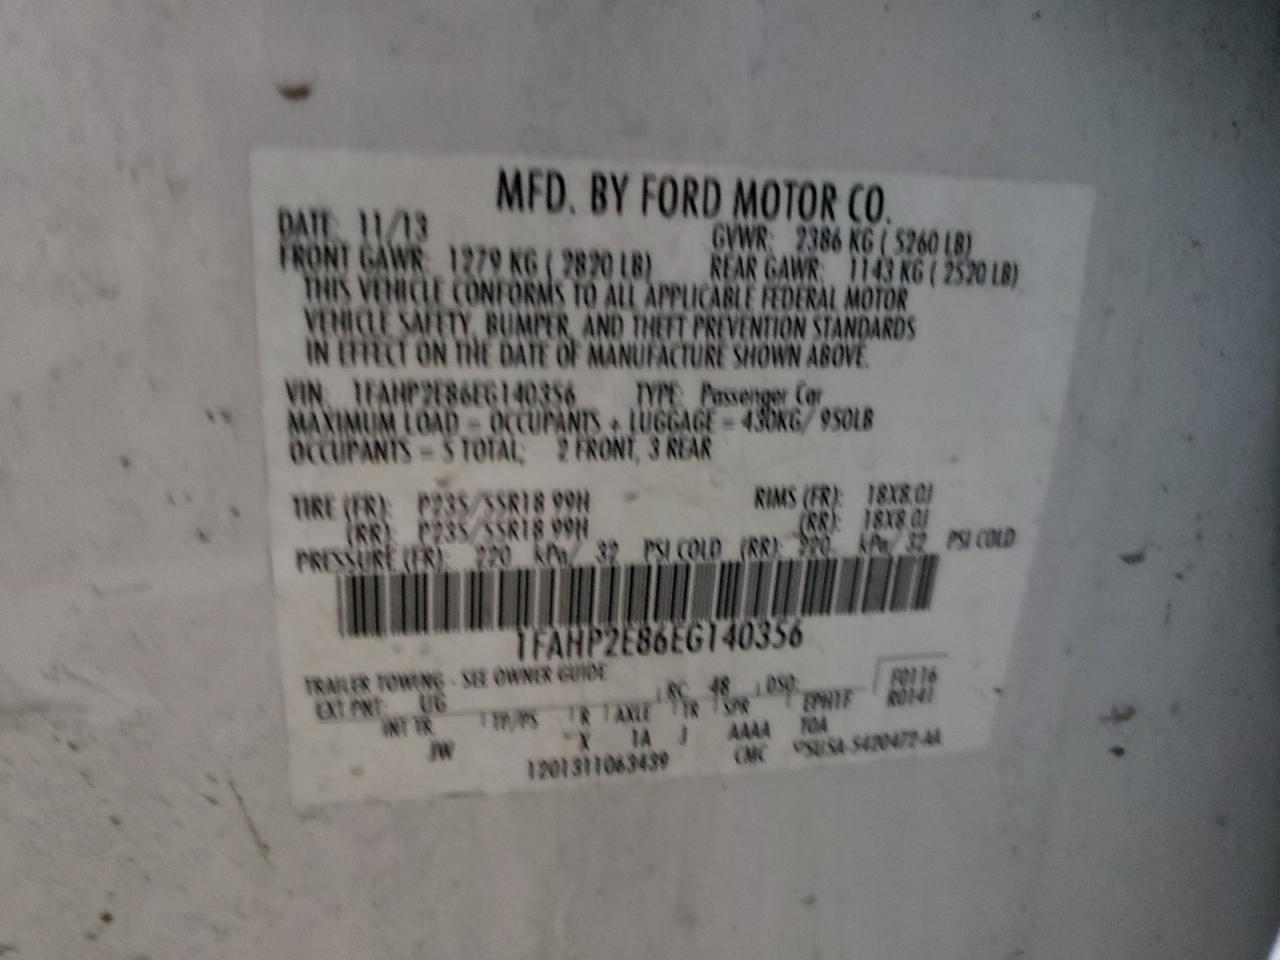 MFD. BY FORD MOTOR CO.
DATE: 11/13 GVWR: 2386 KG ( 5260 LB)
FRONT GAWR: 1279 KG ( 2820 LB) REAR GAWR: 1143 KG ( 2520 LB)
THIS VEHICLE CONFORMS TO ALL APPLICABLE FEDERAL MOTOR
VEHICLE SAFETY, BUMPER, AND THEFT PREVENTION STANDARDS
IN EFFECT ON THE DATE OF MANUFACTURE SHOWN ABOVE.
VIN: 1FAHP2E86EG140356 TYPE: Passenger Car
MAXIMUM LOAD = OCCUPANTS + LUGGAGE = 430KG/ 950LB
OCCUPANTS = 5 TOTAL; 2 FRONT, 3 REAR
TIRE (FR): P235/55R18 99H RIMS (FR): 18X8.0J
(RR): P235/55R18 99H (RR): 18X8.0J
PRESSURE (FR): 220 kPa/ 32 PSI COLD (RR): 220 kPa/ 32 PSI COLD
1FAHP2E86EG140356
TRAILER TOWING - SEE OWNER GUIDE
EXT PNT: UG RC: 48 DSO: F0116
R0141
INT TR TP/PS R AXLE TR SPR EPH1F
JW X 1A J AAAA TOA
1201311063439 CMC